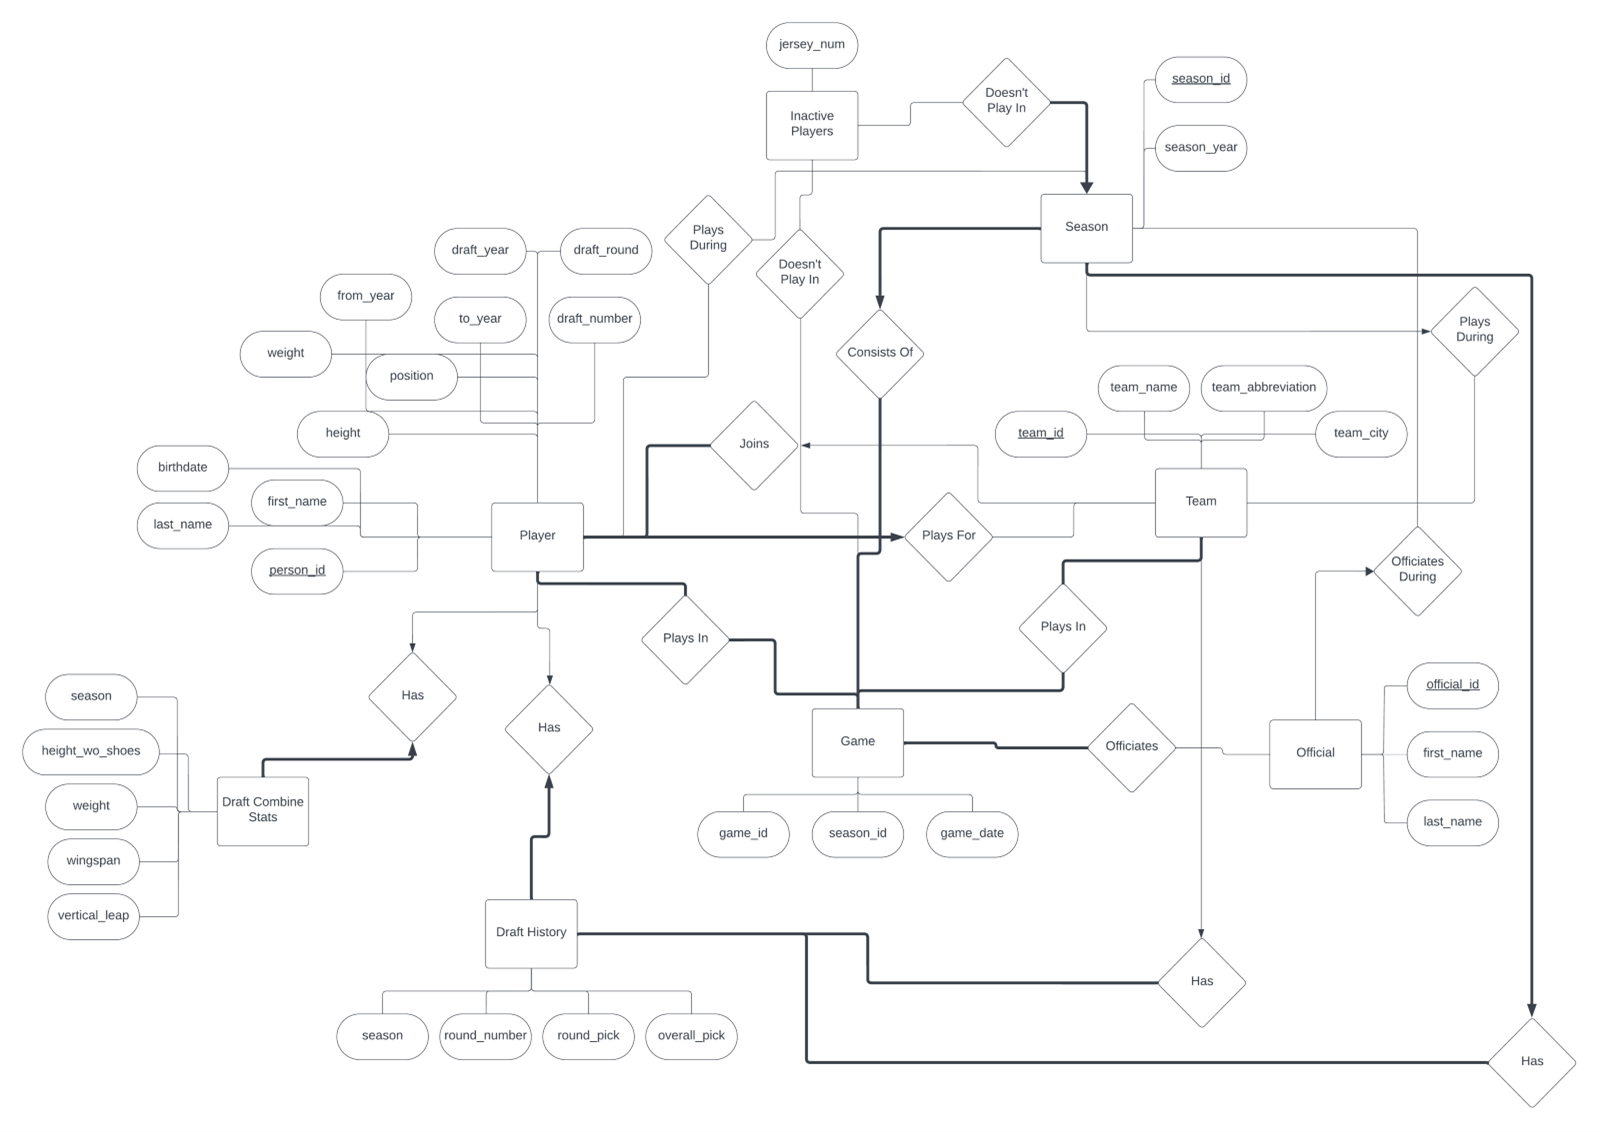 jersey_num
Inactive
Players
Doesn't
Play In
season_id
season_year
Season
Plays
During
Doesn't
Play In
draft_year
draft_round
from_year
to_year
draft_number
Consists Of
Plays
During
weight
position
team_name
team_abbreviation
height
Joins
team_id
team_city
birthdate
first_name
last_name
Player
Plays For
Team
person_id
Officiates
During
Plays In
Plays In
season
Has
Has
official_id
height_wo_shoes
Game
Officiates
Official
first_name
Draft Combine
Stats
weight
game_id
season_id
game_date
last_name
wingspan
vertical_leap
Draft History
Has
season
round_number
round_pick
overall_pick
Has